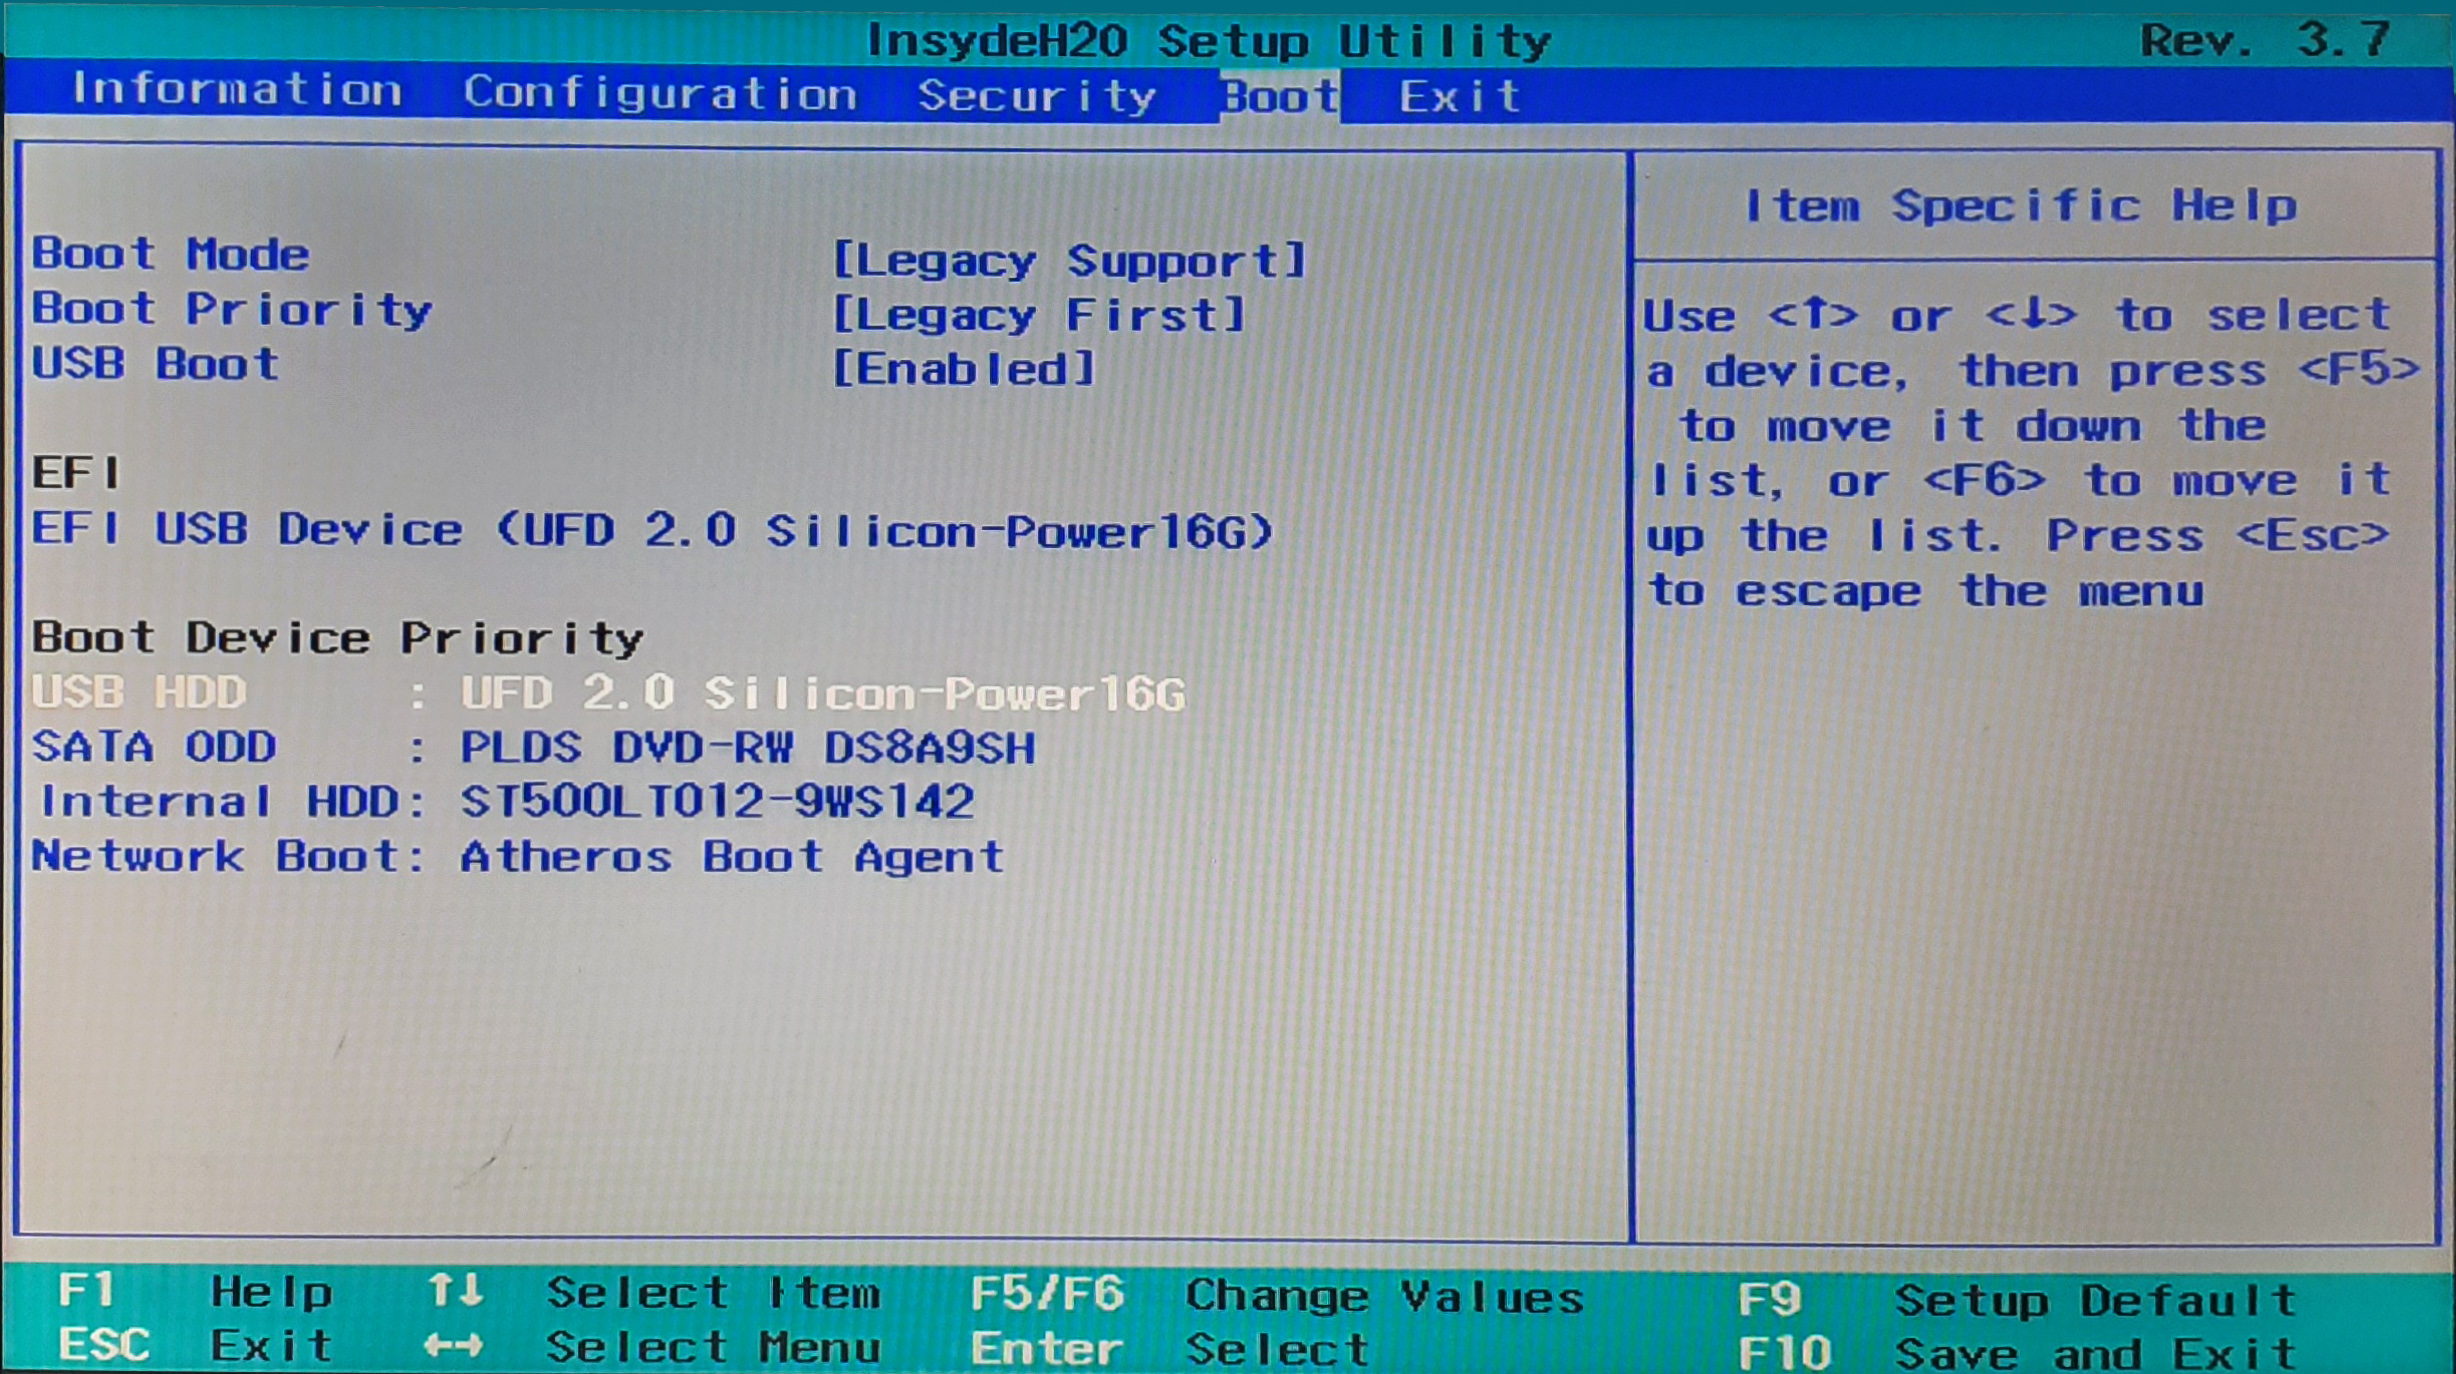 InsydeH20 Setup Utility Rev. 3.7
Information Configuration Security Boot Exit
Item Specific Help
Boot Mode [Legacy Support]
Boot Priority [Legacy First]
USB Boot [Enabled]
EFI
EFI USB Device (UFD 2.0 Silicon-Power16G)
Boot Device Priority
USB HDD : UFD 2.0 Silicon-Power16G
SATA ODD : PLDS DVD-RW DS8A9SH
Internal HDD: ST500LT012-9WS142
Network Boot: Atheros Boot Agent
Use <↑> or <↓> to select
a device, then press <F5>
to move it down the
list, or <F6> to move it
up the list. Press <Esc>
to escape the menu
F1 Help ↑↓ Select Item F5/F6 Change Values F9 Setup Default
ESC Exit ←→ Select Menu Enter Select F10 Save and Exit